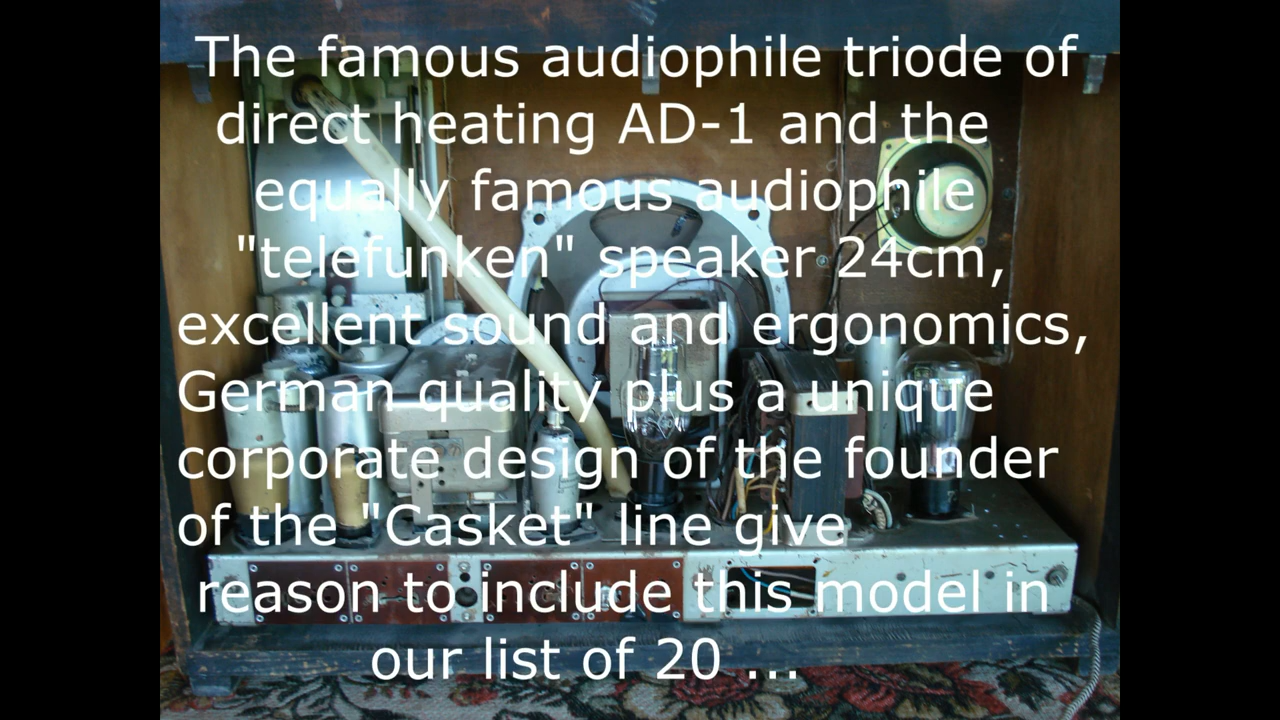 The famous audiophile triode of
direct heating AD-1 and the
equally famous audiophile
"telefunken" speaker 24cm,
excellent sound and ergonomics,
German quality plus a unique
corporate design of the founder
of the "Casket" line give
reason to include this model in
our list of 20 ...